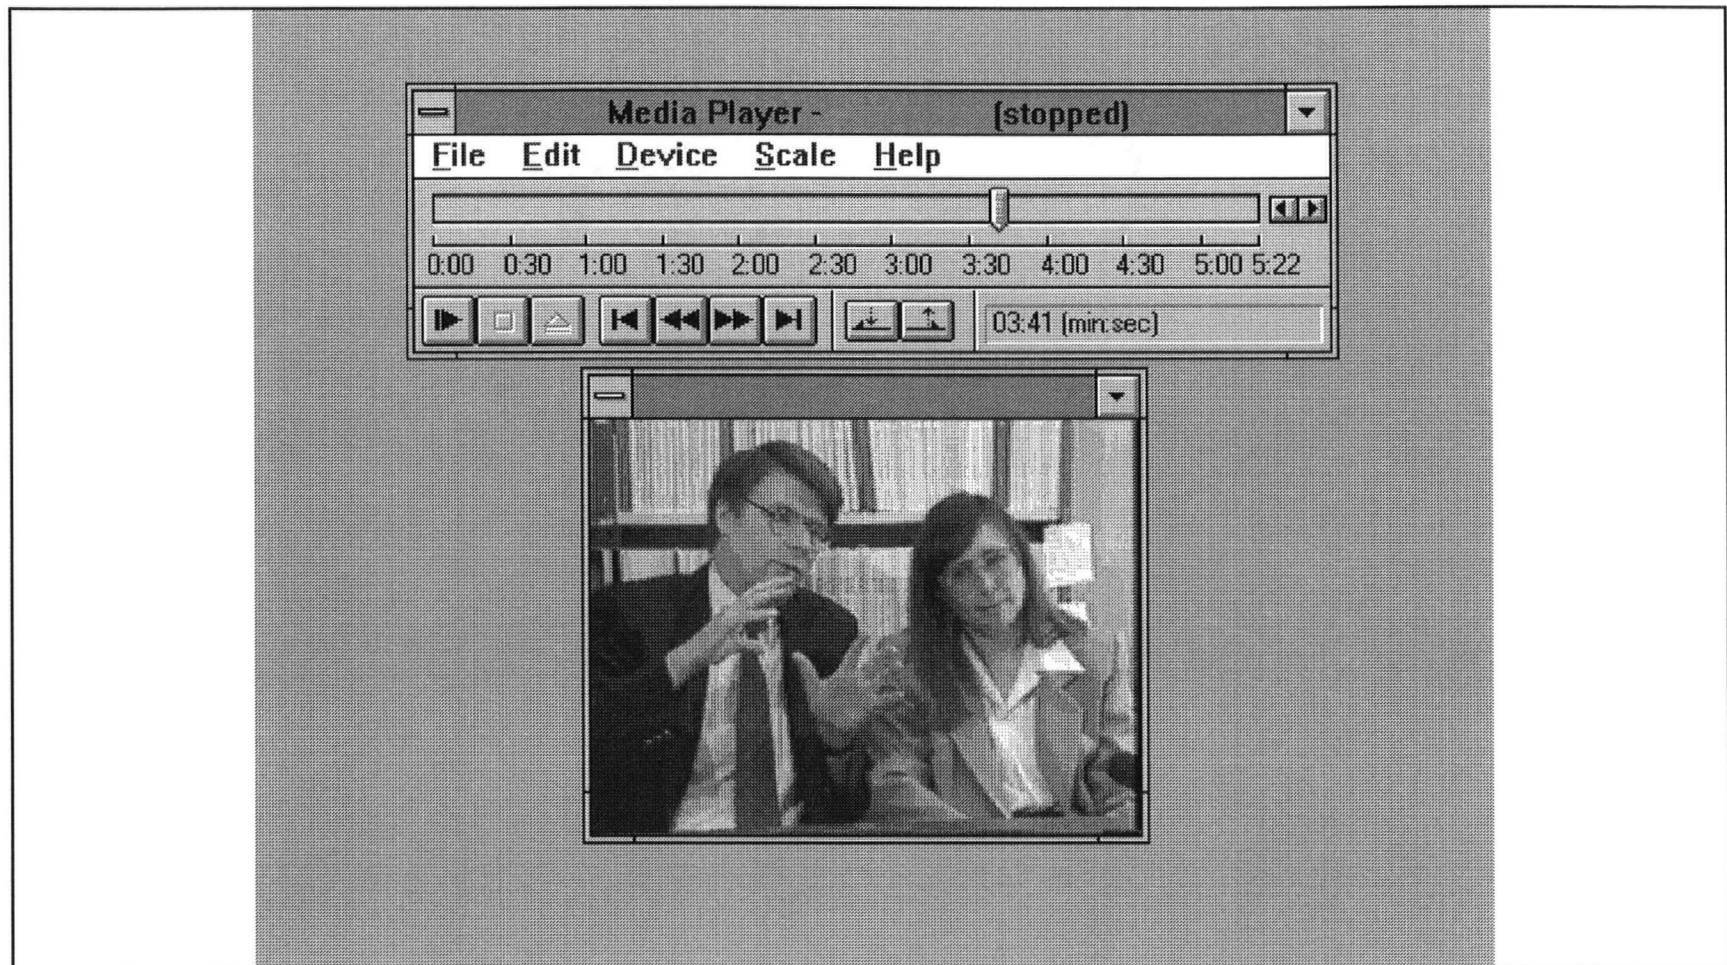 Media Player - (stopped)
File Edit Device Scale Help
0:00 0:30 1:00 1:30 2:00 2:30 3:00 3:30 4:00 4:30 5:00 5:22
03:41 (min:sec)